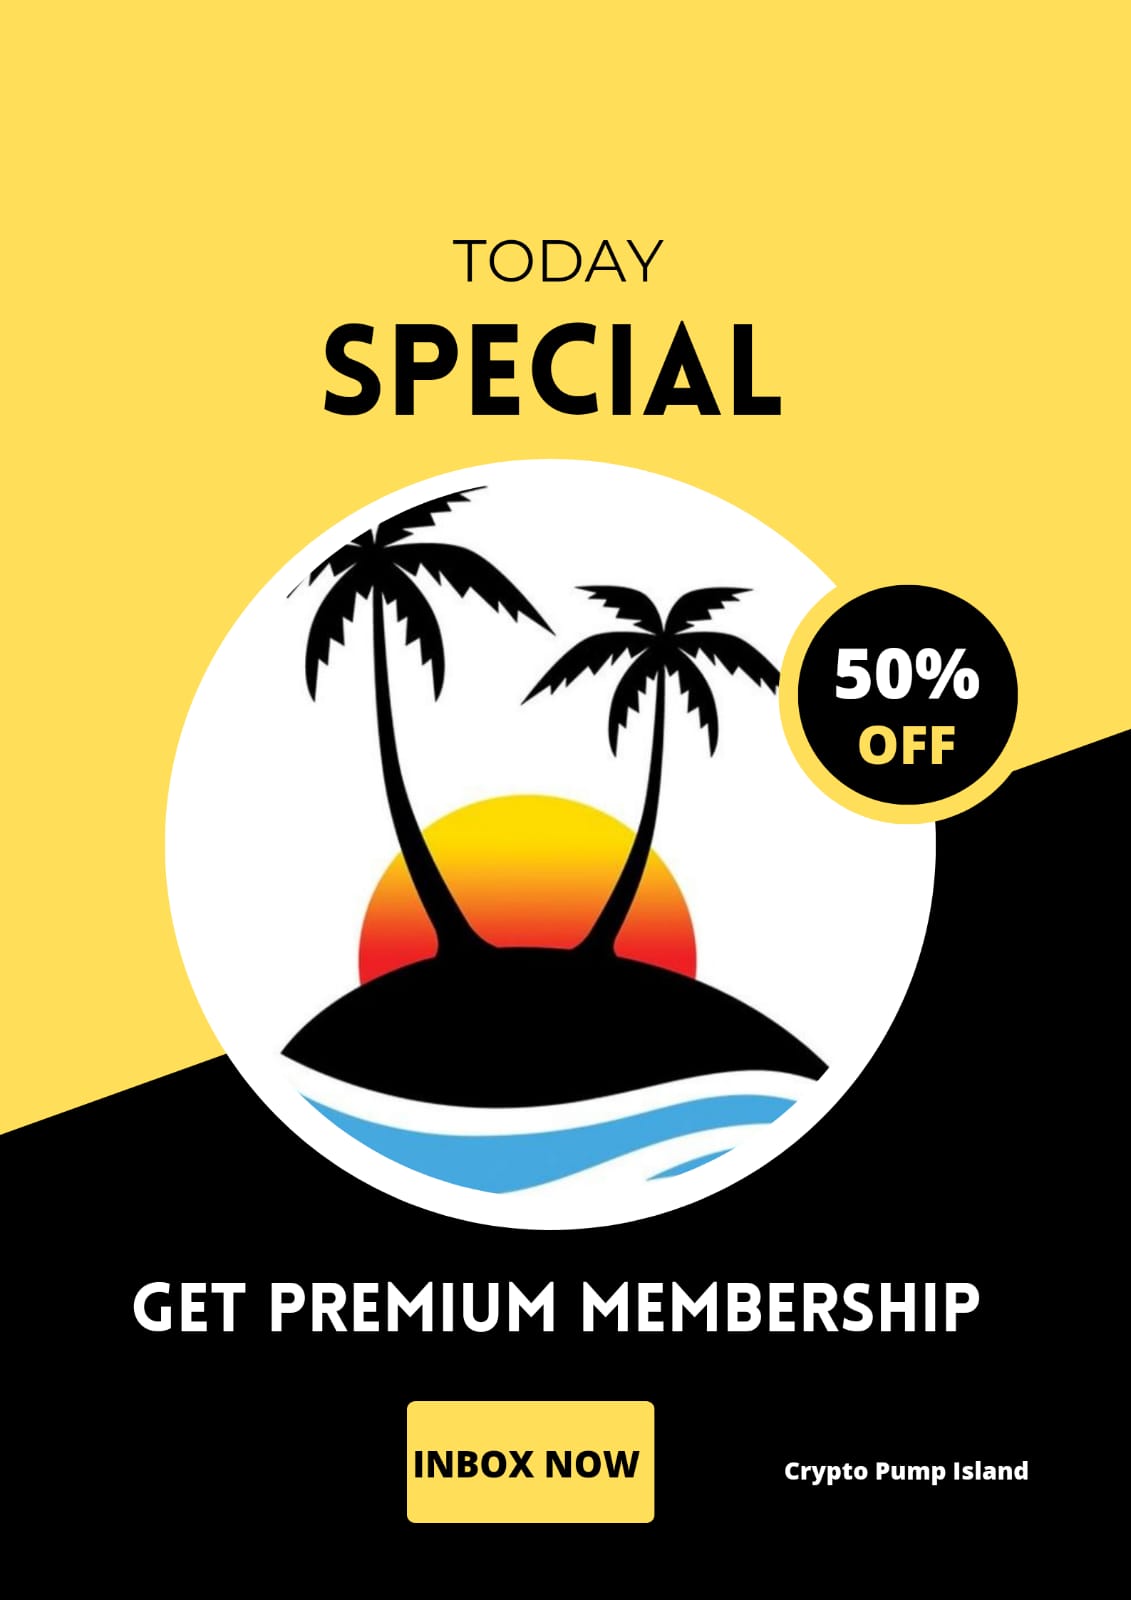 TODAY
SPECIAL
50%
OFF
GET PREMIUM MEMBERSHIP
INBOX NOW
Crypto Pump Island